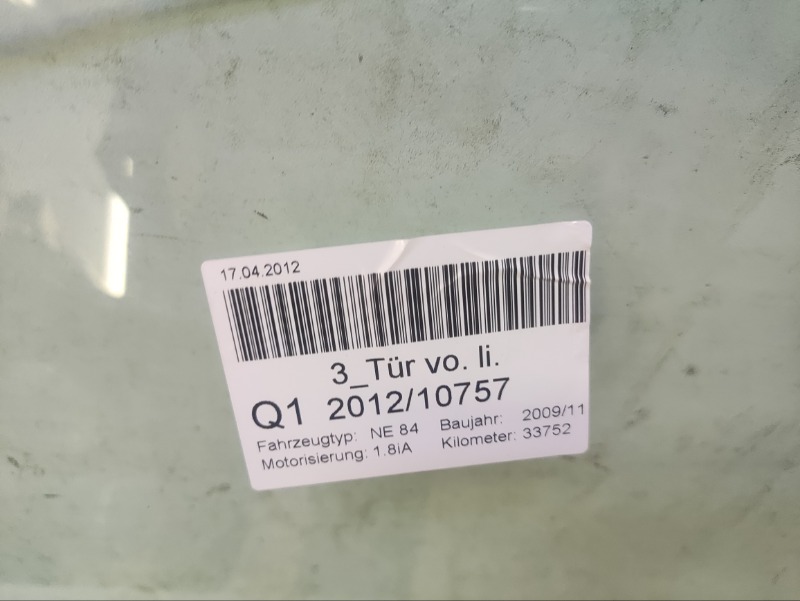 17.04.2012
3_Tür vo. li.
Q1 2012/10757
Fahrzeugtyp: NE 84 Baujahr: 2009/11
Motorisierung: 1.8iA Kilometer: 33752